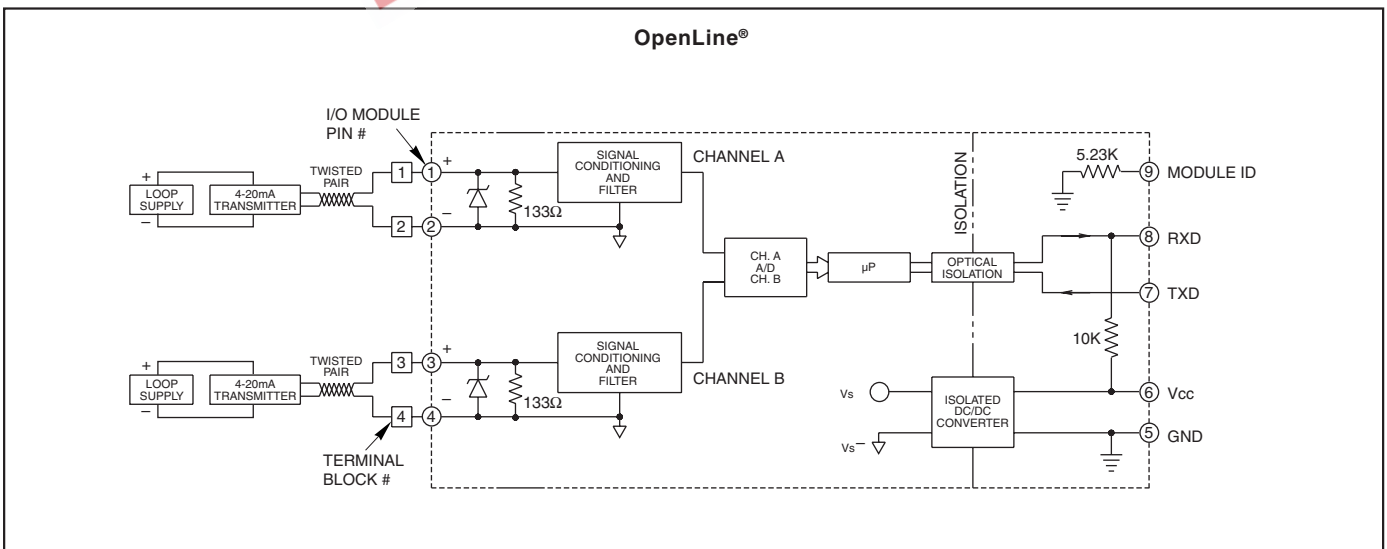 OpenLine®
I/O MODULE
PIN #
TWISTED
PAIR
+
LOOP
SUPPLY
–
4-20mA
TRANSMITTER
1
1
+
2
2
–
133Ω
SIGNAL
CONDITIONING
AND
FILTER
CHANNEL A
ISOLATION
5.23K
9
MODULE ID
CH. A
A/D
CH. B
µP
OPTICAL
ISOLATION
8
RXD
7
TXD
10K
TWISTED
PAIR
+
LOOP
SUPPLY
–
4-20mA
TRANSMITTER
3
3
+
4
4
–
133Ω
SIGNAL
CONDITIONING
AND
FILTER
CHANNEL B
TERMINAL
BLOCK #
Vs
Vs–
ISOLATED
DC/DC
CONVERTER
6
Vcc
5
GND